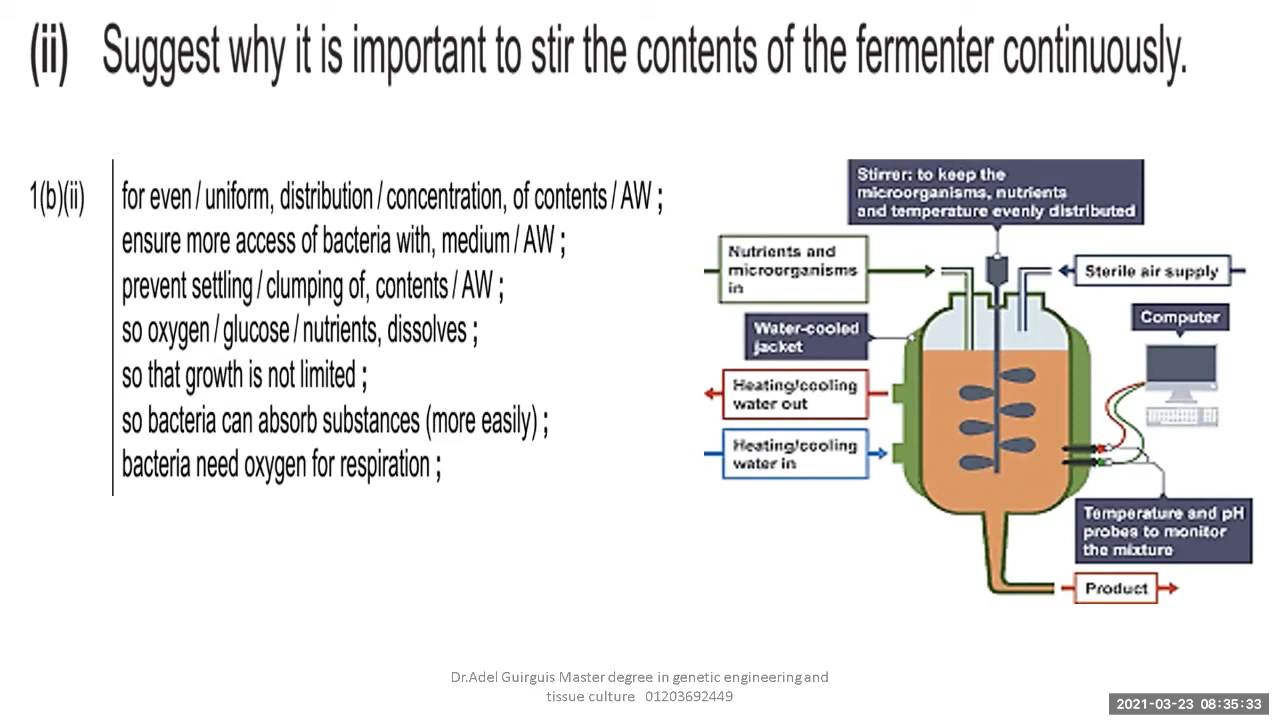 (ii) Suggest why it is important to stir the contents of the fermenter continuously.
1(b)(ii)
for even / uniform, distribution / concentration, of contents / AW ;
ensure more access of bacteria with, medium / AW ;
prevent settling / clumping of, contents / AW ;
so oxygen / glucose / nutrients, dissolves ;
so that growth is not limited ;
so bacteria can absorb substances (more easily) ;
bacteria need oxygen for respiration ;
Stirrer: to keep the
microorganisms, nutrients
and temperature evenly distributed
Nutrients and
microorganisms
in
Sterile air supply
Water-cooled
jacket
Computer
Heating/cooling
water out
Heating/cooling
water in
Temperature and pH
probes to monitor
the mixture
Product
Dr.Adel Guirguis Master degree in genetic engineering and
tissue culture 01203692449
2021-03-23 08:35:33